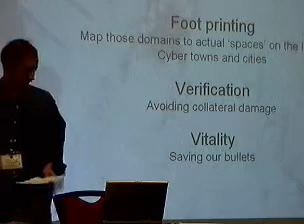 Foot printing
Map those domains to actual 'spaces' on the
Cyber towns and cities
Verification
Avoiding collateral damage
Vitality
Saving our bullets